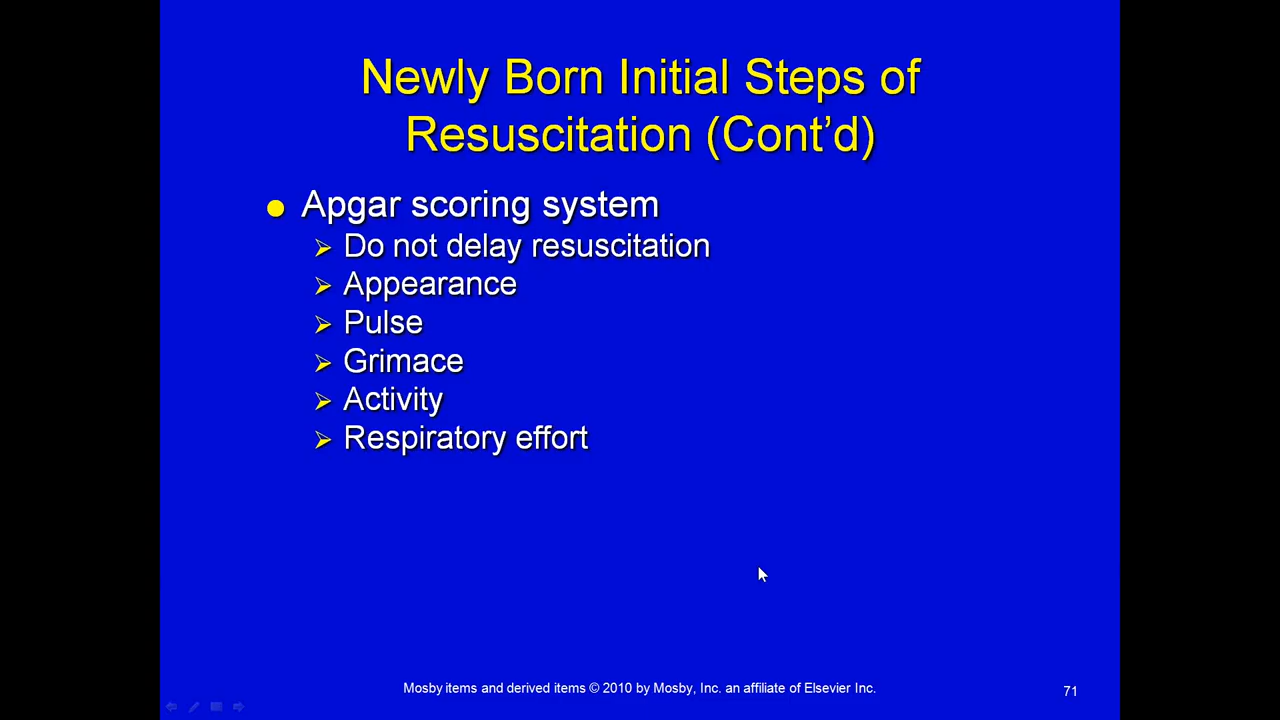 Newly Born Initial Steps of
Resuscitation (Cont’d)
Apgar scoring system
Do not delay resuscitation
Appearance
Pulse
Grimace
Activity
Respiratory effort
Mosby items and derived items © 2010 by Mosby, Inc. an affiliate of Elsevier Inc.
71